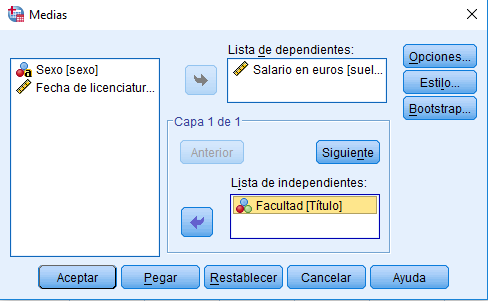 Medias
Lista de dependientes:
Sexo [sexo]
Fecha de licenciatur...
Salario en euros [suel...
Opciones...
Estilo...
Bootstrap...
Capa 1 de 1
Anterior
Siguiente
Lista de independientes:
Facultad [Título]
Aceptar
Pegar
Restablecer
Cancelar
Ayuda